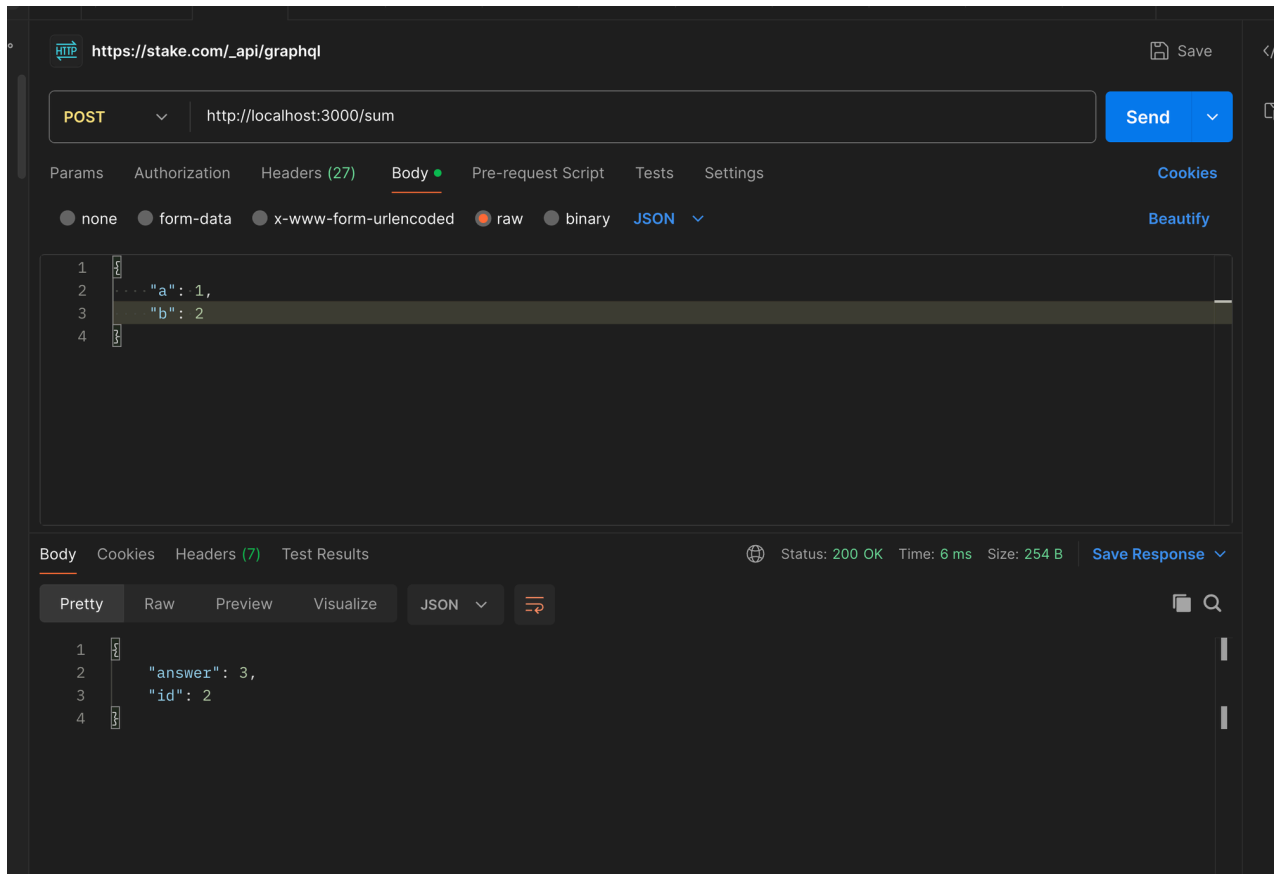 HTTP https://stake.com/_api/graphql Save
POST http://localhost:3000/sum Send
Params Authorization Headers (27) Body Pre-request Script Tests Settings Cookies
none form-data x-www-form-urlencoded raw binary JSON Beautify
1 {
2 "a": 1,
3 "b": 2
4 }
Body Cookies Headers (7) Test Results Status: 200 OK Time: 6 ms Size: 254 B Save Response
Pretty Raw Preview Visualize JSON
1 {
2 "answer": 3,
3 "id": 2
4 }